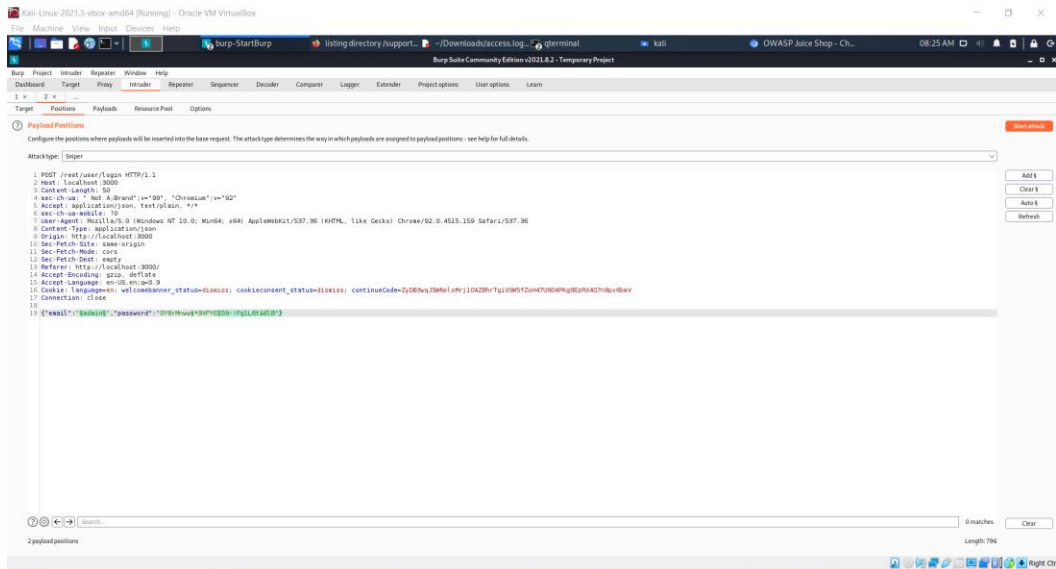 Kali-Linux-2021.3-vbox-amd64 [Running] - Oracle VM VirtualBox
File Machine View Input Devices Help
burp-StartBurp listing directory /support... ~/Downloads/access.log... qterminal kali OWASP Juice Shop - Ch... 08:25 AM
Burp Suite Community Edition v2021.8.2 - Temporary Project
Burp Project Intruder Repeater Window Help
Dashboard Target Proxy Intruder Repeater Sequencer Decoder Comparer Logger Extender Project options User options Learn
1 × 2 × ...
Target Positions Payloads Resource Pool Options
Payload Positions
Start attack
Configure the positions where payloads will be inserted into the base request. The attack type determines the way in which payloads are assigned to payload positions - see help for full details.
Attack type: Sniper
1 POST /rest/user/login HTTP/1.1
Add §
2 Host: localhost:3000
3 Content-Length: 50
Clear §
4 sec-ch-ua: " Not A;Brand";v="99", "Chromium";v="92"
5 Accept: application/json, text/plain, */*
Auto §
6 sec-ch-ua-mobile: ?0
7 User-Agent: Mozilla/5.0 (Windows NT 10.0; Win64; x64) AppleWebKit/537.36 (KHTML, like Gecko) Chrome/92.0.4515.159 Safari/537.36
Refresh
8 Content-Type: application/json
9 Origin: http://localhost:3000
10 Sec-Fetch-Site: same-origin
11 Sec-Fetch-Mode: cors
12 Sec-Fetch-Dest: empty
13 Referer: http://localhost:3000/
14 Accept-Encoding: gzip, deflate
15 Accept-Language: en-US,en;q=0.9
16 Cookie: language=en; welcomebanner_status=dismiss; cookieconsent_status=dismiss;
17 Connection: close
18
19 {"email":"§admin§","password":
Search...
0 matches
Clear
2 payload positions
Length: 796
Right Ctrl